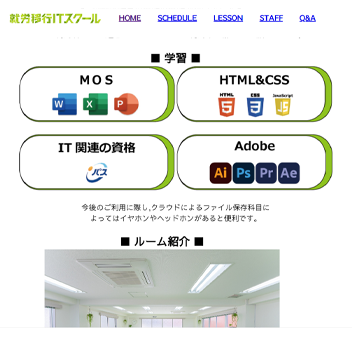 就労移行ITスクール
HOME SCHEDULE LESSON STAFF Q&A
■ 学習 ■
MOS
W X P
HTML&CSS
HTML CSS JavaScript
5 3 JS
IT関連の資格
パス
Adobe
Ai Ps Pr Ae
今後のご利用に際し,クラウドによるファイル保存科目に
よってはイヤホンやヘッドホンがあると便利です。
■ ルーム紹介 ■